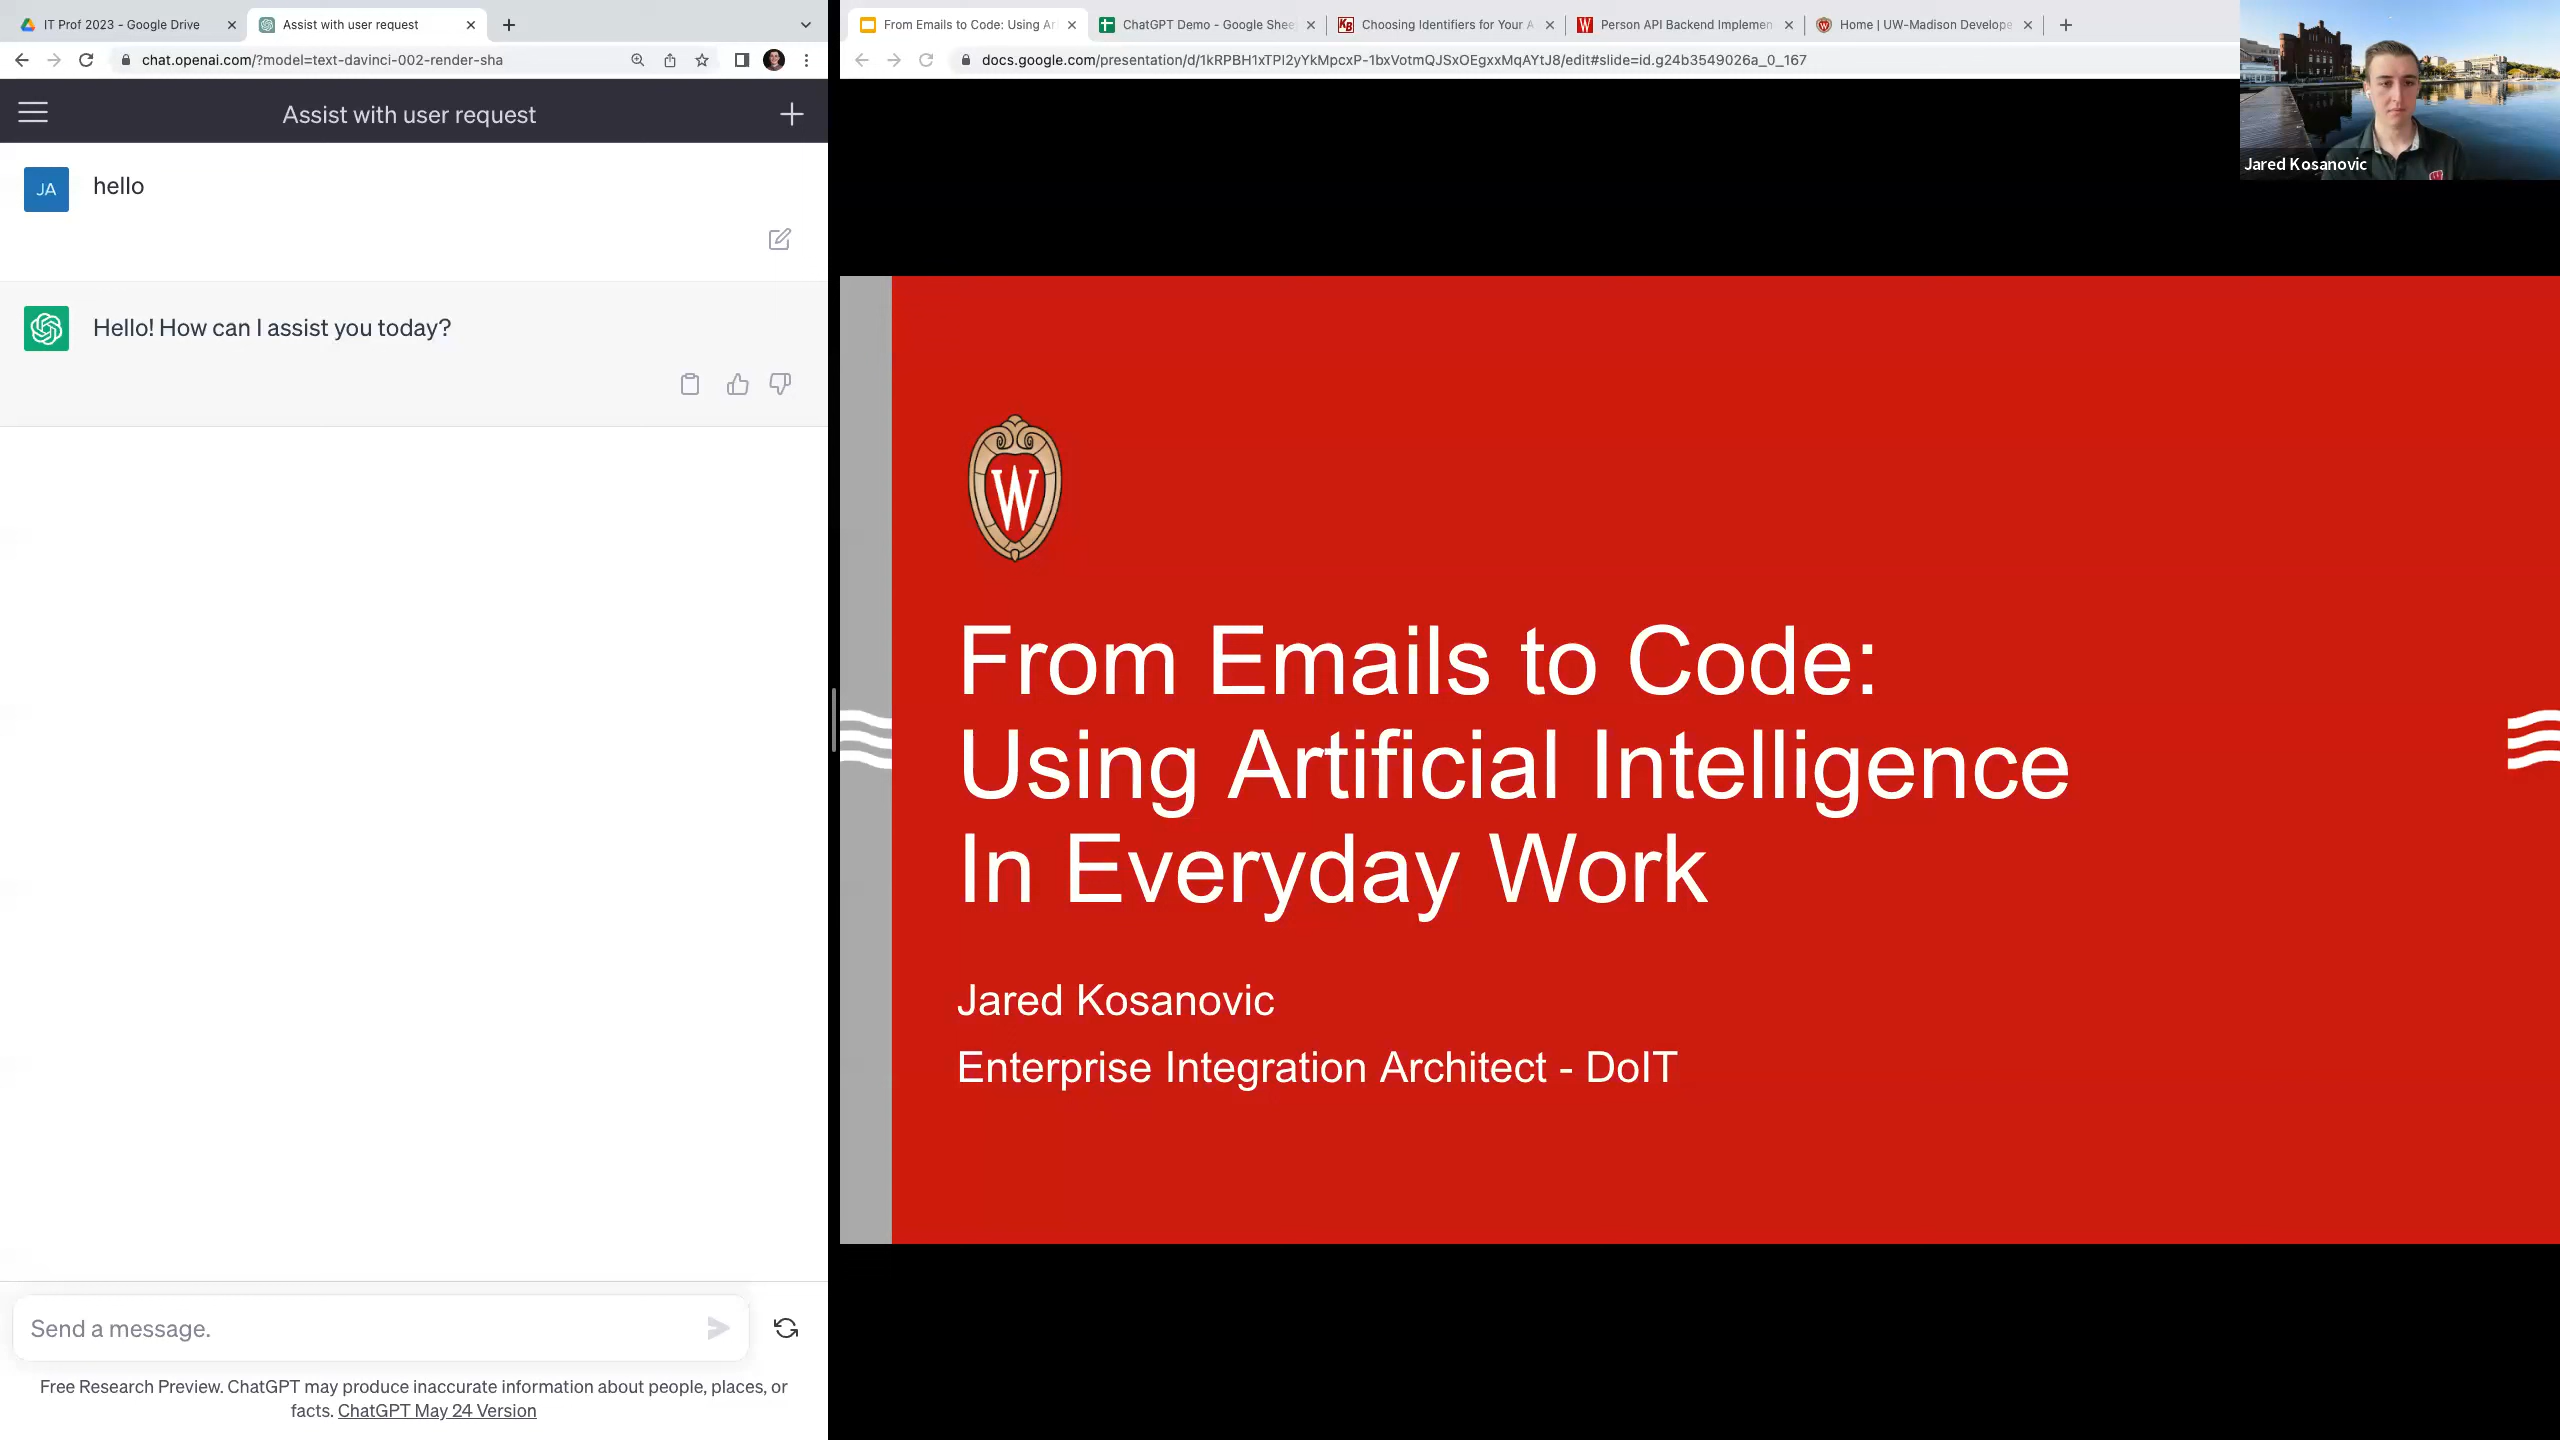 IT Prof 2023 - Google Drive
Assist with user request
chat.openai.com/?model=text-davinci-002-render-sha
Assist with user request
JA
hello
Hello! How can I assist you today?
Send a message.
Free Research Preview. ChatGPT may produce inaccurate information about people, places, or
facts. ChatGPT May 24 Version
From Emails to Code: Using Ar
ChatGPT Demo - Google Shee
KB
Choosing Identifiers for Your A
W
Person API Backend Implemen
Home | UW-Madison Develope
docs.google.com/presentation/d/1kRPBH1xTPl2yYkMpcxP-1bxVotmQJSxOEgxxMqAYtJ8/edit#slide=id.g24b3549026a_0_167
Jared Kosanovic
W
From Emails to Code:
Using Artificial Intelligence
In Everyday Work
Jared Kosanovic
Enterprise Integration Architect - DoIT